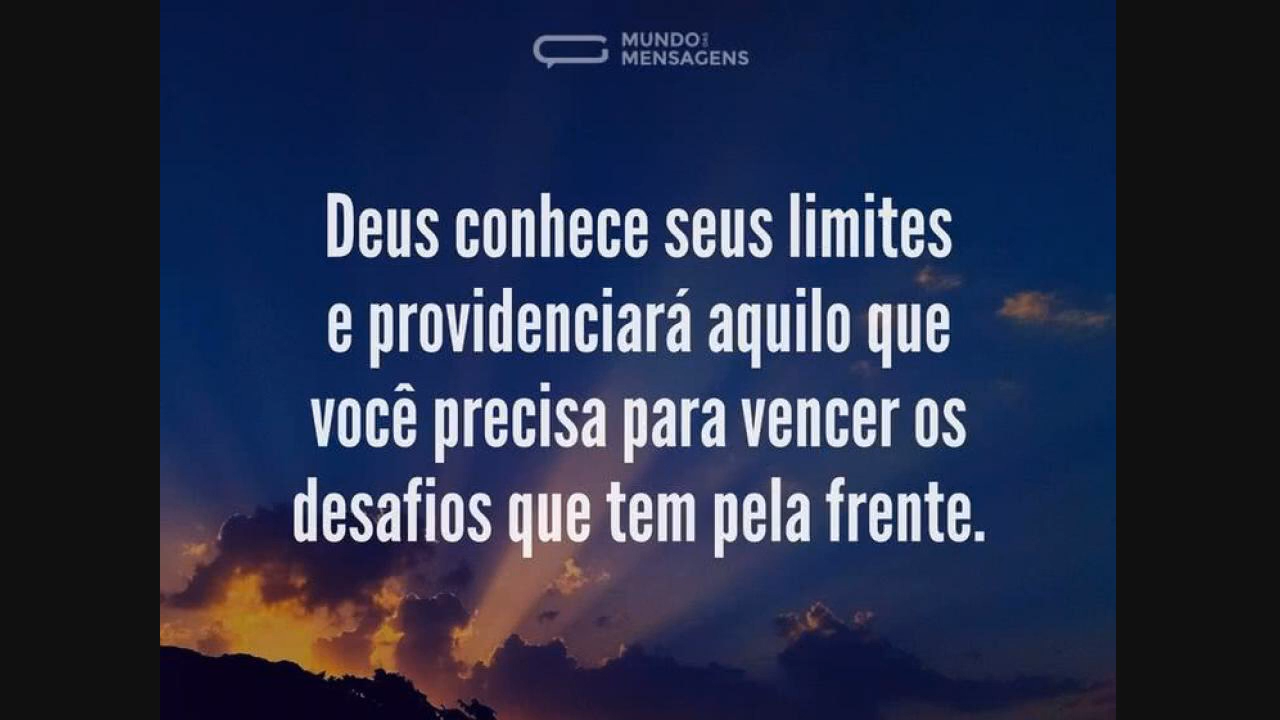 MUNDO DAS
MENSAGENS
Deus conhece seus limites
e providenciará aquilo que
você precisa para vencer os
desafios que tem pela frente.